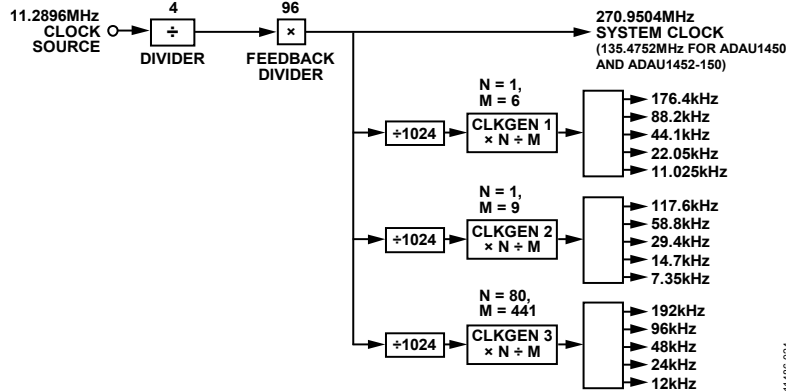 11.2896MHz
CLOCK
SOURCE
4
÷
DIVIDER
96
×
FEEDBACK
DIVIDER
270.9504MHz
SYSTEM CLOCK
(135.4752MHz FOR ADAU1450
AND ADAU1452-150)
N = 1,
M = 6
÷1024
CLKGEN 1
× N ÷ M
176.4kHz
88.2kHz
44.1kHz
22.05kHz
11.025kHz
N = 1,
M = 9
÷1024
CLKGEN 2
× N ÷ M
117.6kHz
58.8kHz
29.4kHz
14.7kHz
7.35kHz
N = 80,
M = 441
÷1024
CLKGEN 3
× N ÷ M
192kHz
96kHz
48kHz
24kHz
12kHz